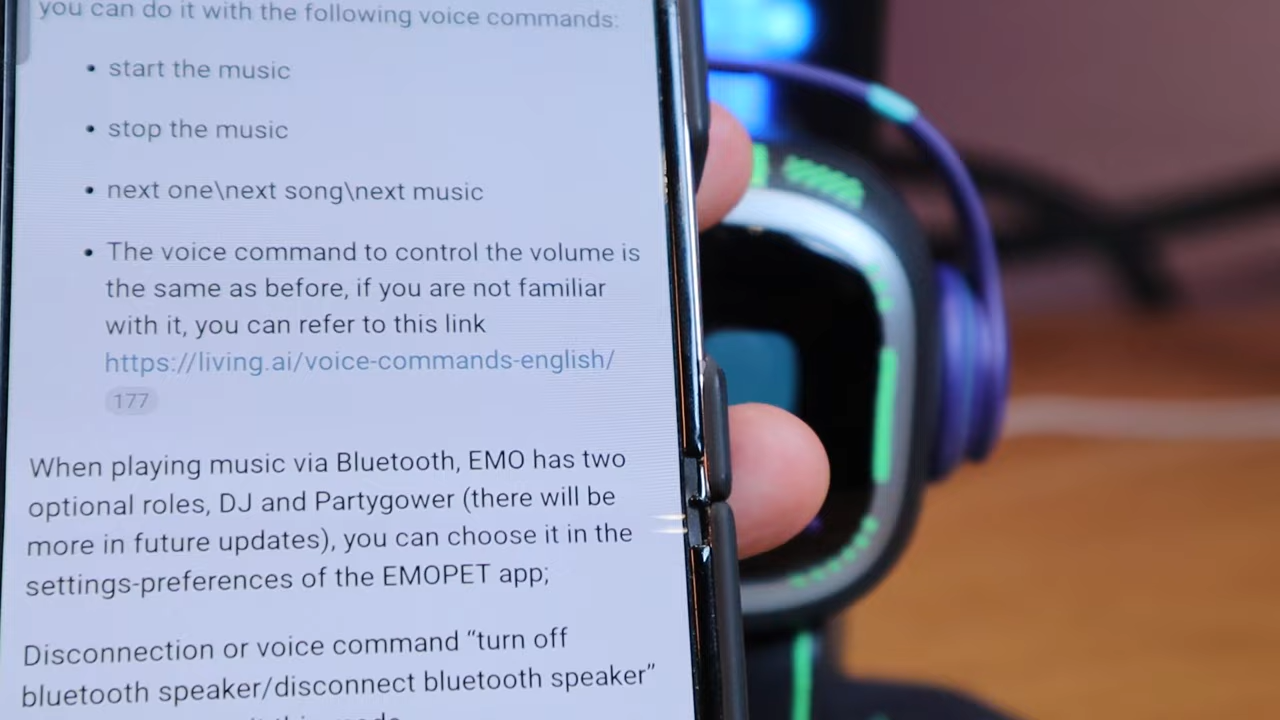 you can do it with the following voice commands:
• start the music
• stop the music
• next one\next song\next music
• The voice command to control the volume is
the same as before, if you are not familiar
with it, you can refer to this link
https://living.ai/voice-commands-english/
177
When playing music via Bluetooth, EMO has two
optional roles, DJ and Partygower (there will be
more in future updates), you can choose it in the
settings-preferences of the EMOPET app;
Disconnection or voice command “turn off
bluetooth speaker/disconnect bluetooth speaker”